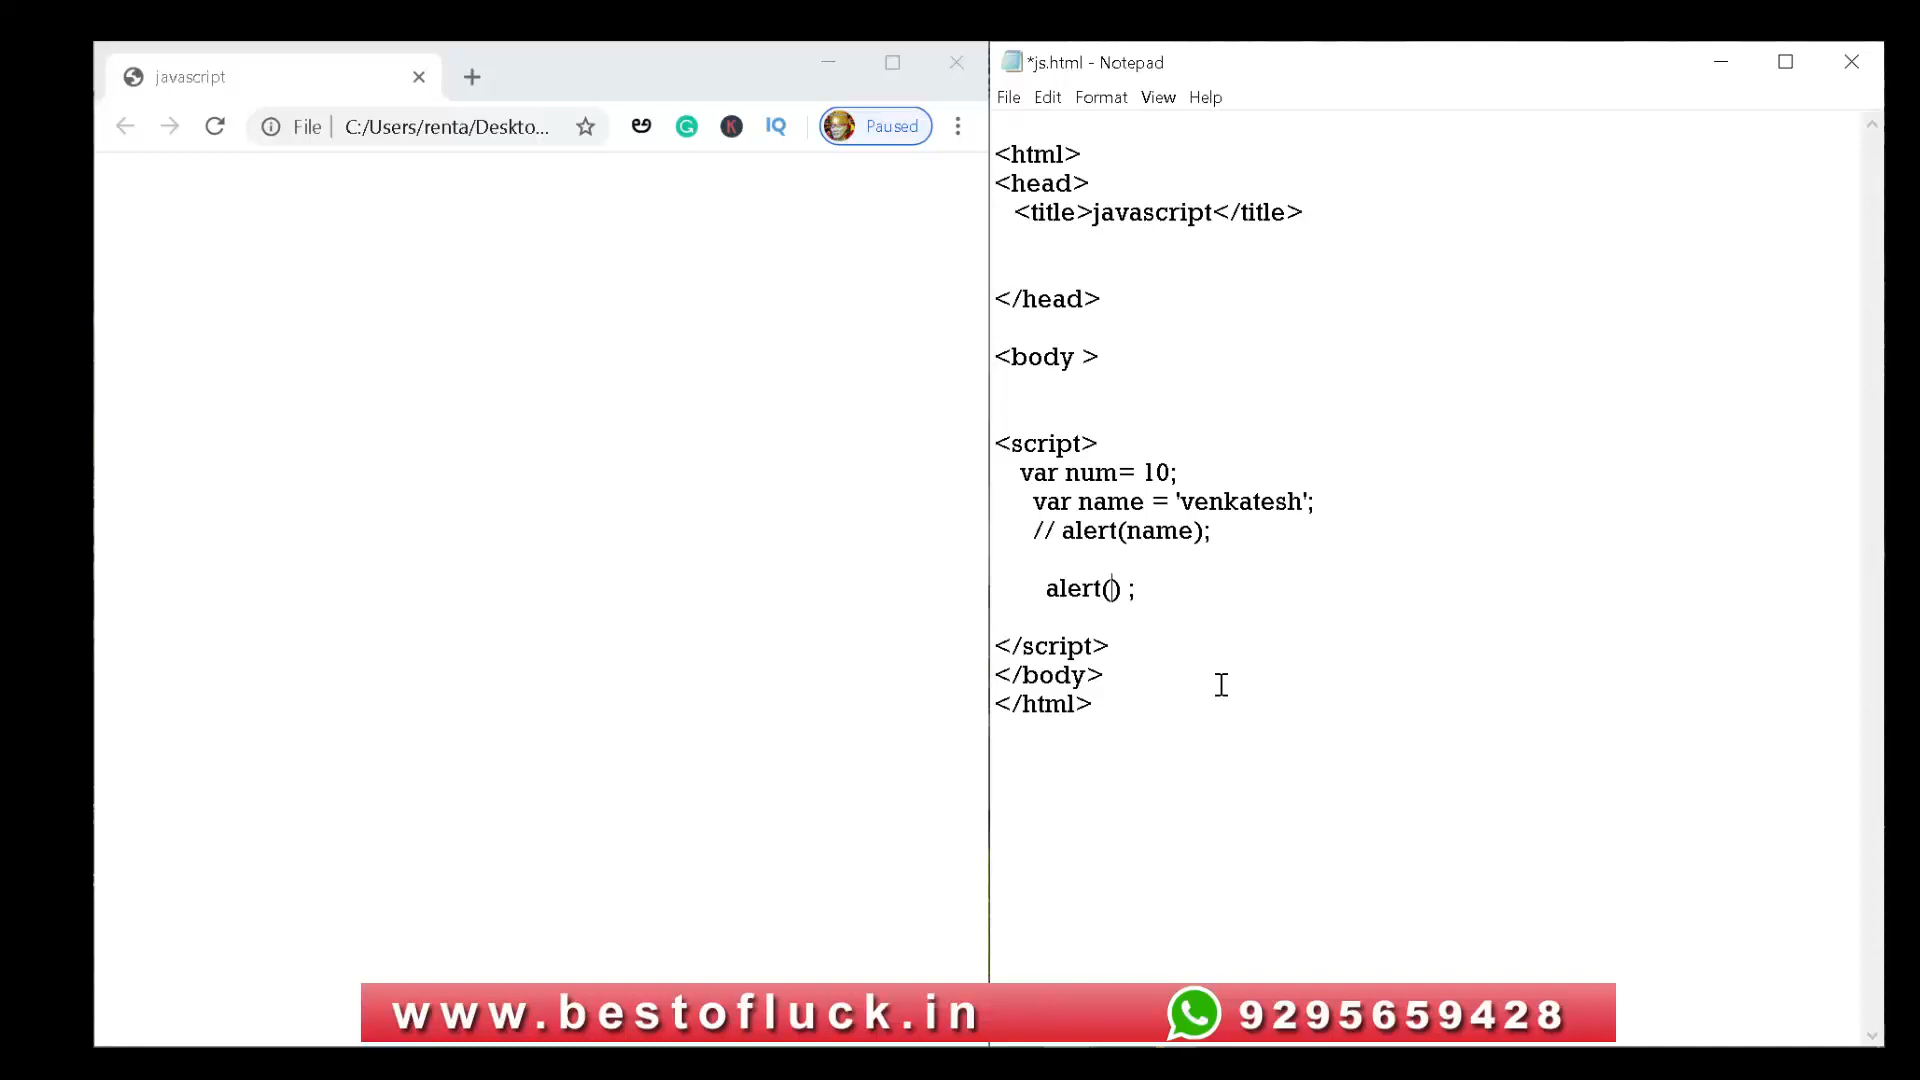 javascript
File
C:/Users/renta/Deskto...
IQ
Paused
*js.html - Notepad
File Edit Format View Help
<html>
<head>
<title>javascript</title>
</head>
<body >
<script>
var num= 10;
var name = 'venkatesh';
// alert(name);
alert() ;
</script>
</body>
</html>
www.bestofluck.in
9295659428